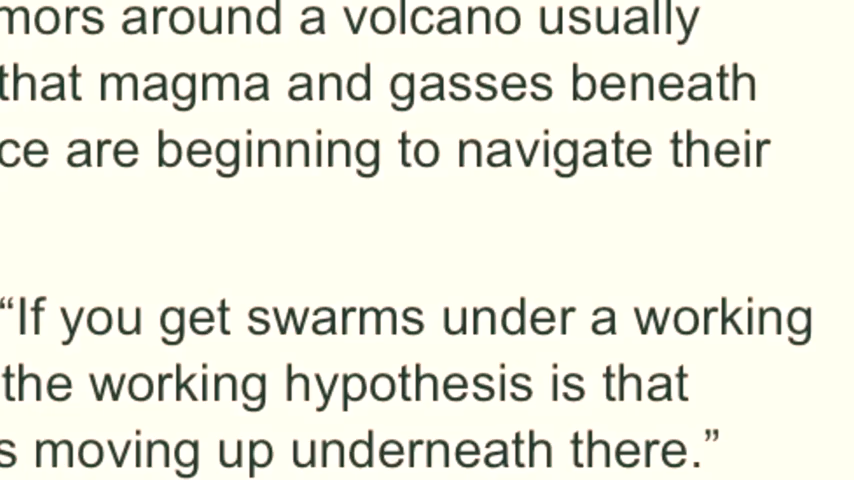 mors around a volcano usually
that magma and gasses beneath
ce are beginning to navigate their
“If you get swarms under a working
the working hypothesis is that
s moving up underneath there.”